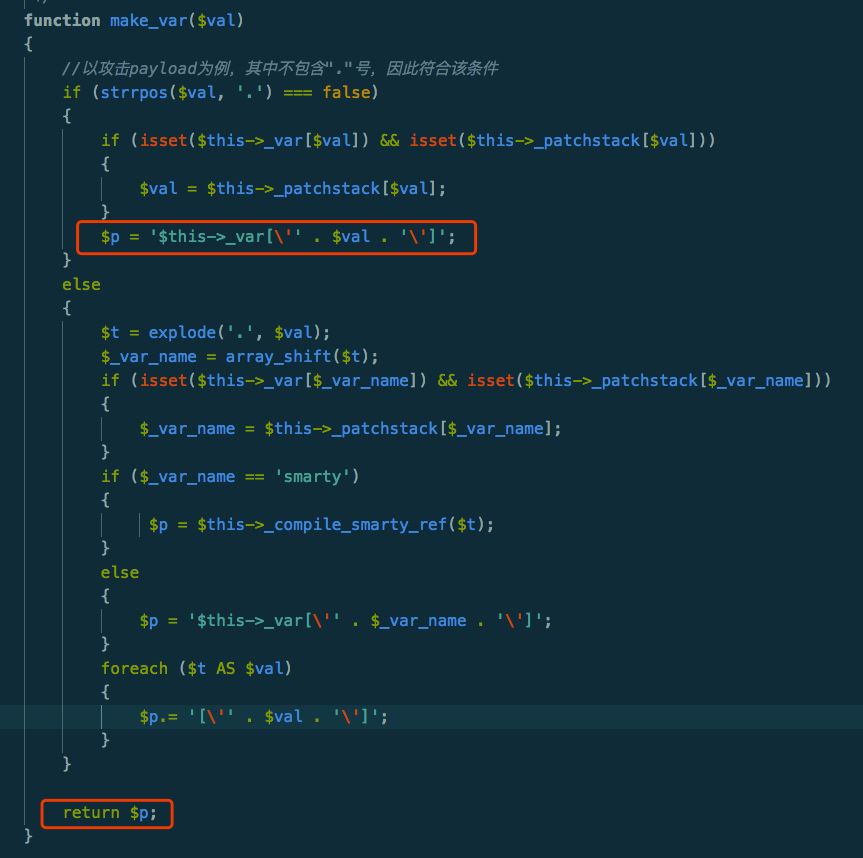 function make_var($val)
{
//以攻击payload为例，其中不包含"."号，因此符合该条件
if (strrpos($val, '.') === false)
{
if (isset($this->_var[$val]) && isset($this->_patchstack[$val]))
{
$val = $this->_patchstack[$val];
}
$p = '$this->_var[\'' . $val . '\']';
}
else
{
$t = explode('.', $val);
$_var_name = array_shift($t);
if (isset($this->_var[$_var_name]) && isset($this->_patchstack[$_var_name]))
{
$_var_name = $this->_patchstack[$_var_name];
}
if ($_var_name == 'smarty')
{
$p = $this->_compile_smarty_ref($t);
}
else
{
$p = '$this->_var[\'' . $_var_name . '\']';
}
foreach ($t AS $val)
{
$p.= '[\'' . $val . '\']';
}
}
return $p;
}